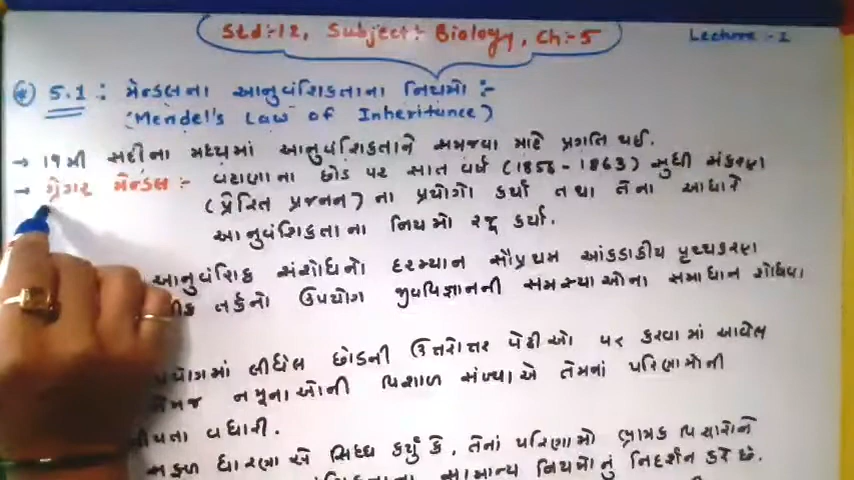 Std:-12, Subject:- Biology, Ch:-5
Lecture :- 1
5.1 : મેન્ડલના આનુવંશિકતાના નિયમો :-
(Mendel's Law of Inheritance)
→ 19મી સદીના મધ્યમાં આનુવંશિકતાને સમજવા માટે પ્રગતિ થઈ.
→ ગ્રેગર મેન્ડલ :- વટાણાના છોડ પર સાત વર્ષ (1856 - 1863) સુધી સંકરણ
(પ્રેરિત પ્રજનન) ના પ્રયોગો કર્યા તથા તેના આધારે
આનુવંશિકતાના નિયમો રજૂ કર્યા.
આનુવંશિક સંશોધનો દરમ્યાન સૌપ્રથમ આંકડાકીય પૃથ્થકરણ
તર્કનો ઉપયોગ જીવવિજ્ઞાનની સમસ્યાઓના સમાધાન શોધવા
લીધેલ છોડની ઉત્તરોત્તર પેઢીઓ પર કરવામાં આવેલ
નમૂનાઓની વિશાળ સંખ્યાએ તેમનાં પરિણામોની
વધારી.
ધારણાએ સિદ્ધ કર્યું કે, તેનાં પરિણામો ભ્રામક વિચારોને
સામાન્ય નિયમોનું નિદર્શન કરે છે.